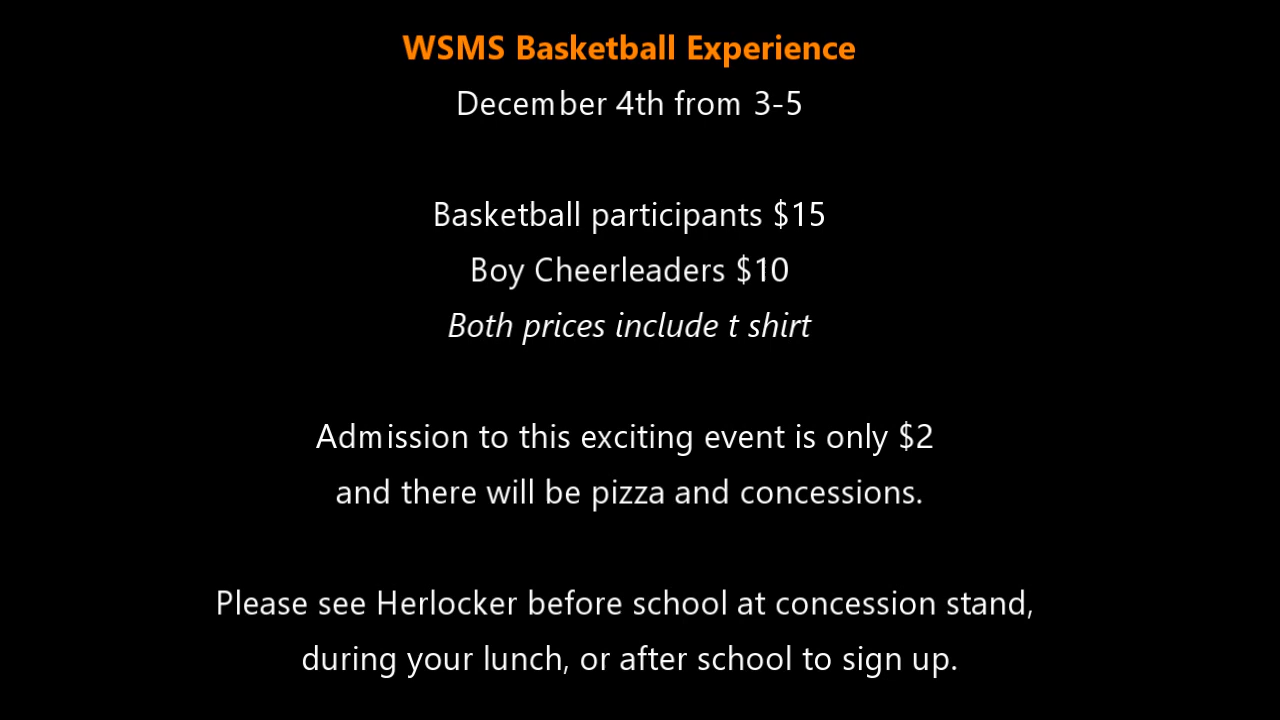 WSMS Basketball Experience
December 4th from 3-5
Basketball participants $15
Boy Cheerleaders $10
Both prices include t shirt
Admission to this exciting event is only $2
and there will be pizza and concessions.
Please see Herlocker before school at concession stand,
during your lunch, or after school to sign up.